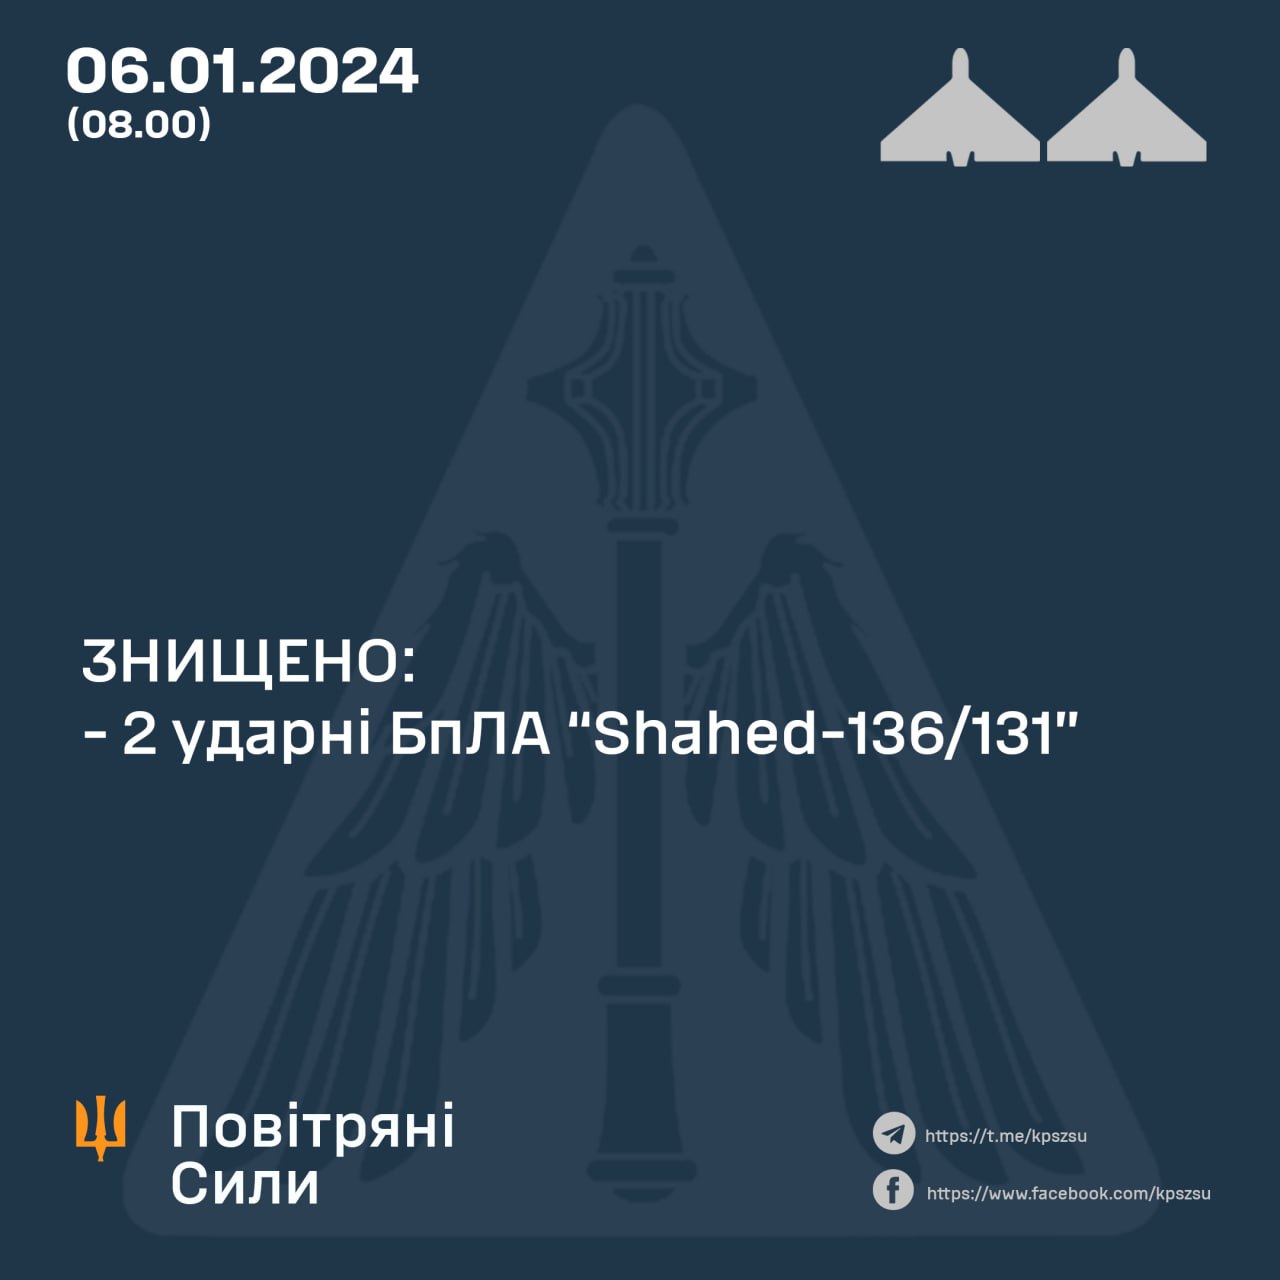 06.01.2024
(08.00)
ЗНИЩЕНО:
- 2 ударні БпЛА “Shahed-136/131”
Повітряні
Сили
https://t.me/kpszsu
https://www.facebook.com/kpszsu